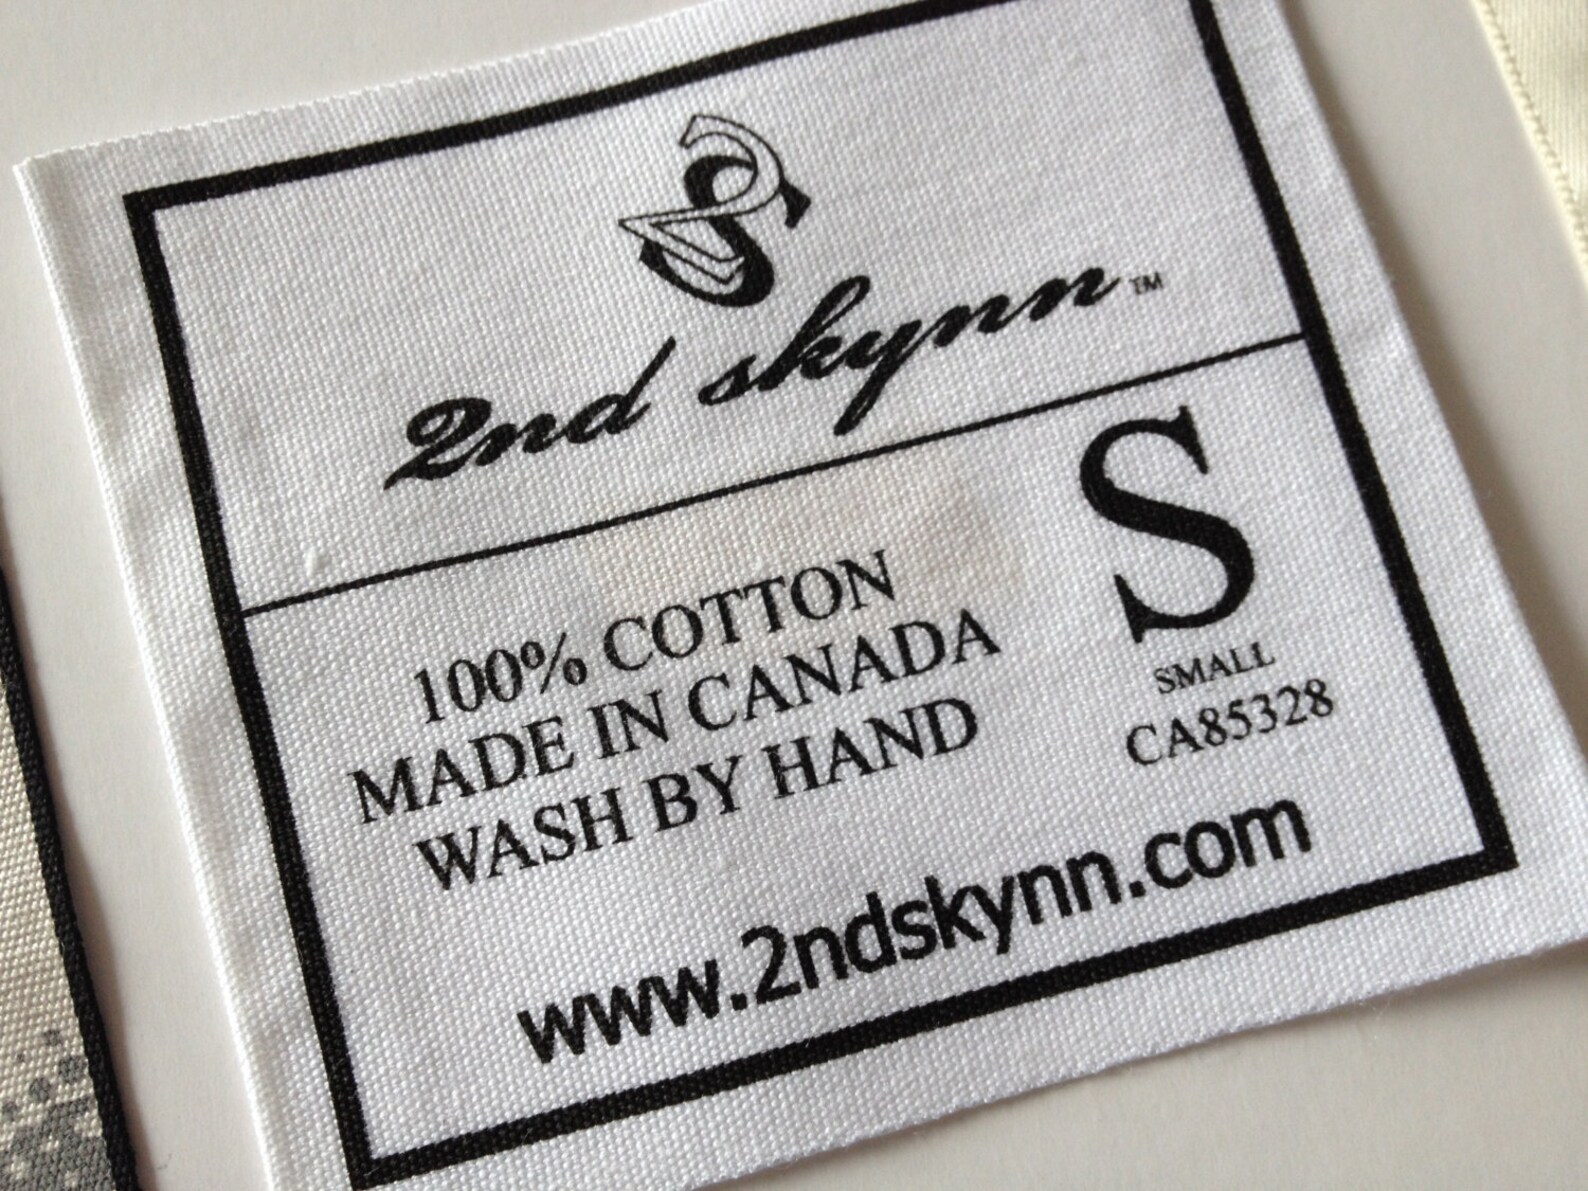 2nd skynn™
100% COTTON
MADE IN CANADA
WASH BY HAND
S
SMALL
CA85328
www.2ndskynn.com